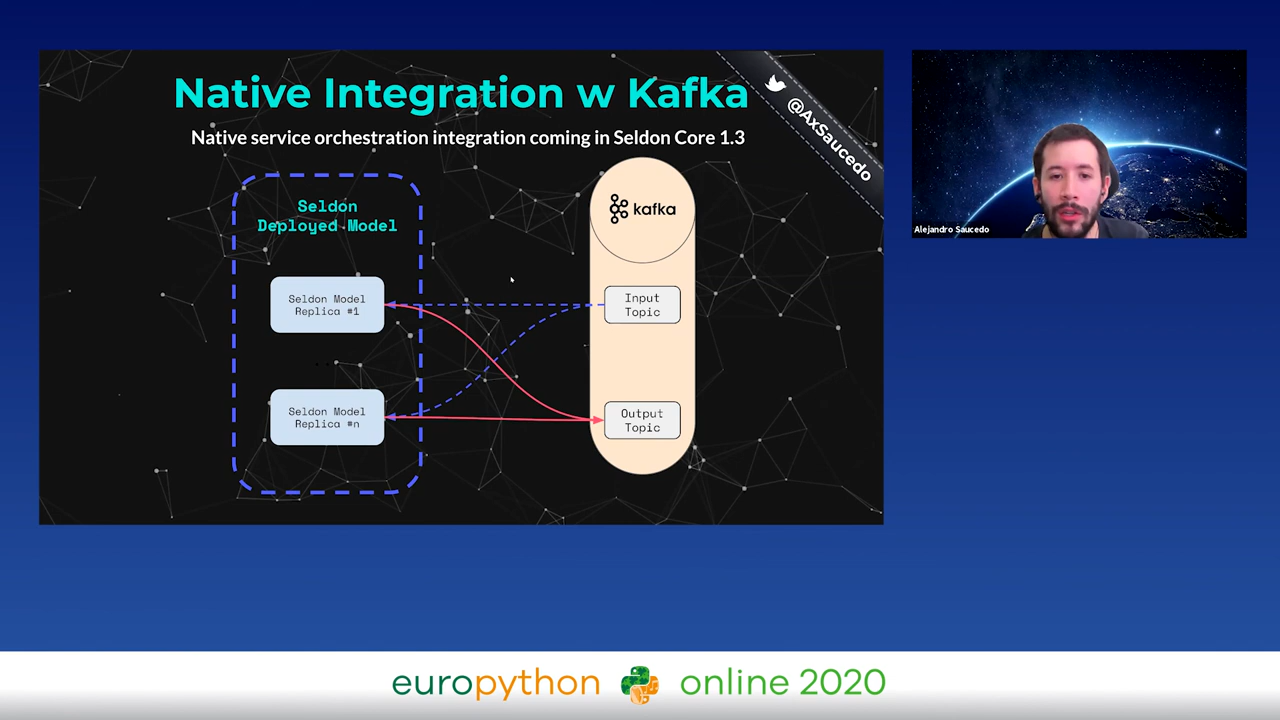 Native Integration w Kafka
Native service orchestration integration coming in Seldon Core 1.3
@AxSaucedo
Seldon
Deployed Model
Seldon Model
Replica #1
...
Seldon Model
Replica #n
kafka
Input
Topic
Output
Topic
Alejandro Saucedo
europython online 2020